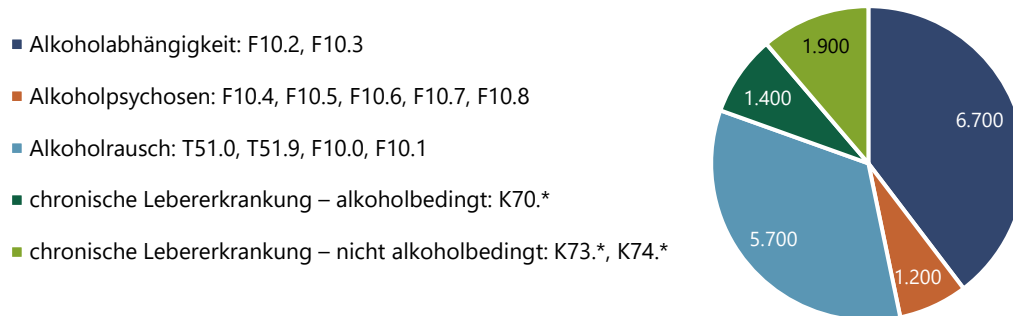 Alkoholabhängigkeit: F10.2, F10.3
Alkoholpsychosen: F10.4, F10.5, F10.6, F10.7, F10.8
Alkoholrausch: T51.0, T51.9, F10.0, F10.1
chronische Lebererkrankung – alkoholbedingt: K70.*
chronische Lebererkrankung – nicht alkoholbedingt: K73.*, K74.*
1.900
1.400
6.700
5.700
1.200